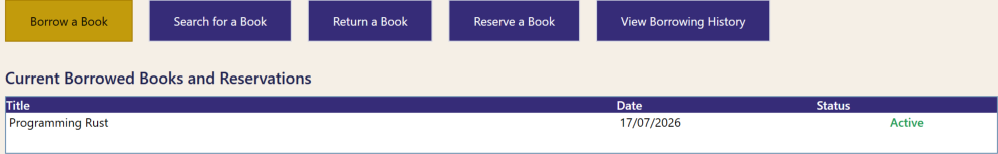 Borrow a Book Search for a Book Return a Book Reserve a Book View Borrowing History
Current Borrowed Books and Reservations
Title Date Status
Programming Rust 17/07/2026 Active